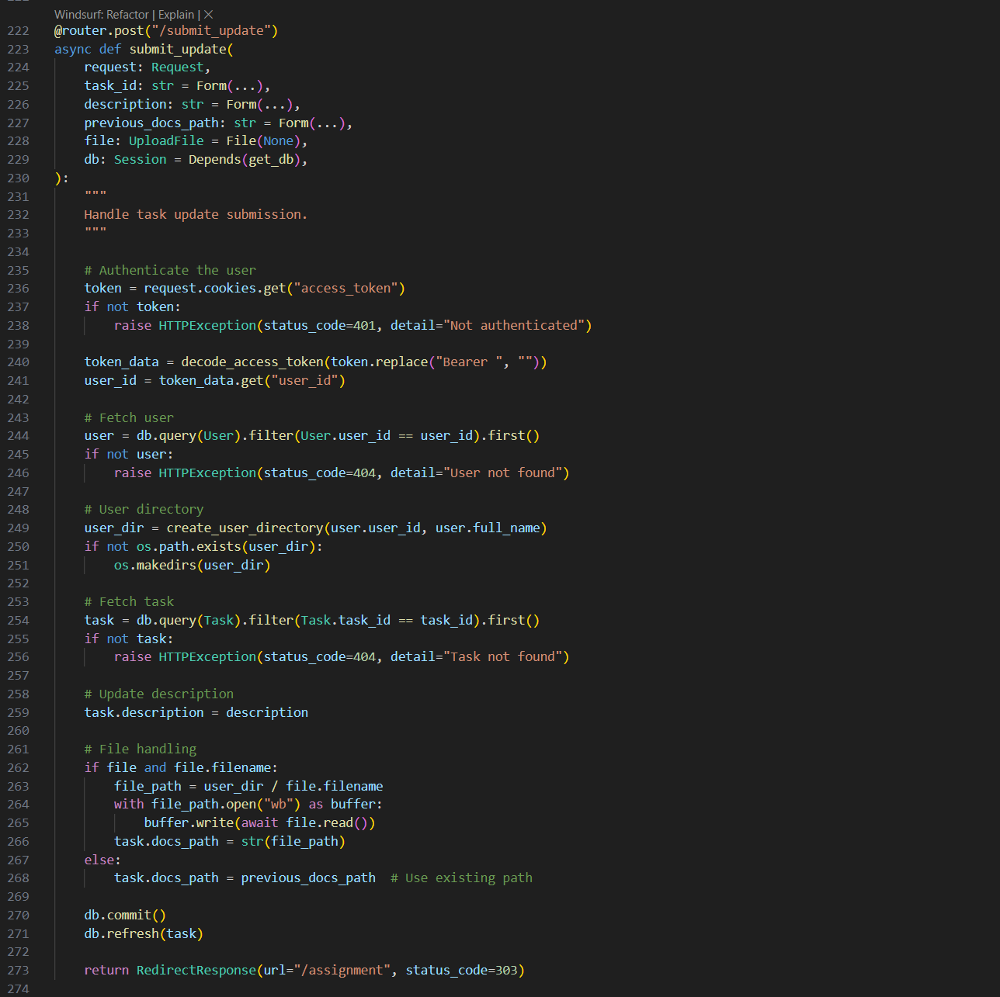 Windsurf: Refactor | Explain | ×
222 @router.post("/submit_update")
223 async def submit_update(
224     request: Request,
225     task_id: str = Form(...),
226     description: str = Form(...),
227     previous_docs_path: str = Form(...),
228     file: UploadFile = File(None),
229     db: Session = Depends(get_db),
230 ):
231     """
232     Handle task update submission.
233     """
234
235     # Authenticate the user
236     token = request.cookies.get("access_token")
237     if not token:
238         raise HTTPException(status_code=401, detail="Not authenticated")
239
240     token_data = decode_access_token(token.replace("Bearer ", ""))
241     user_id = token_data.get("user_id")
242
243     # Fetch user
244     user = db.query(User).filter(User.user_id == user_id).first()
245     if not user:
246         raise HTTPException(status_code=404, detail="User not found")
247
248     # User directory
249     user_dir = create_user_directory(user.user_id, user.full_name)
250     if not os.path.exists(user_dir):
251         os.makedirs(user_dir)
252
253     # Fetch task
254     task = db.query(Task).filter(Task.task_id == task_id).first()
255     if not task:
256         raise HTTPException(status_code=404, detail="Task not found")
257
258     # Update description
259     task.description = description
260
261     # File handling
262     if file and file.filename:
263         file_path = user_dir / file.filename
264         with file_path.open("wb") as buffer:
265             buffer.write(await file.read())
266         task.docs_path = str(file_path)
267     else:
268         task.docs_path = previous_docs_path  # Use existing path
269
270     db.commit()
271     db.refresh(task)
272
273     return RedirectResponse(url="/assignment", status_code=303)
274